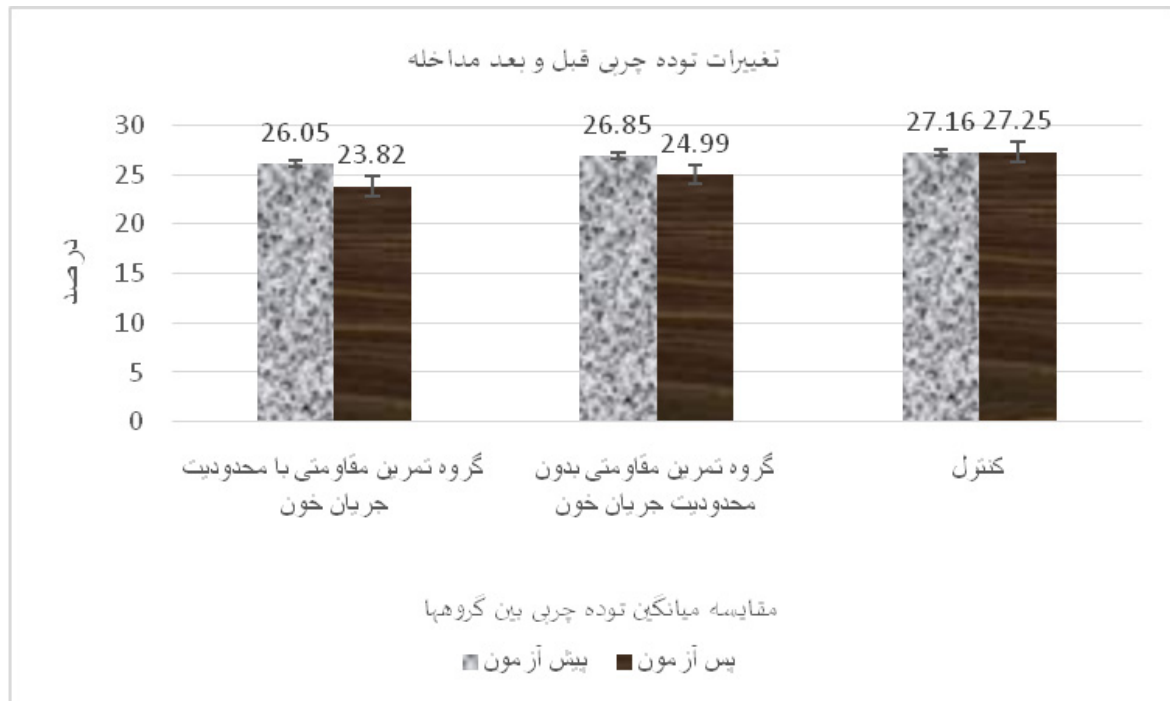 تغییرات توده چربی قبل و بعد مداخله
30
25
20
15
10
5
0
درصد
26.05
23.82
26.85
24.99
27.16
27.25
گروه تمرین مقاومتی با محدودیت
جریان خون
گروه تمرین مقاومتی بدون
محدودیت جریان خون
کنترل
مقایسه میانگین توده چربی بین گروهها
پیش آزمون
پس آزمون